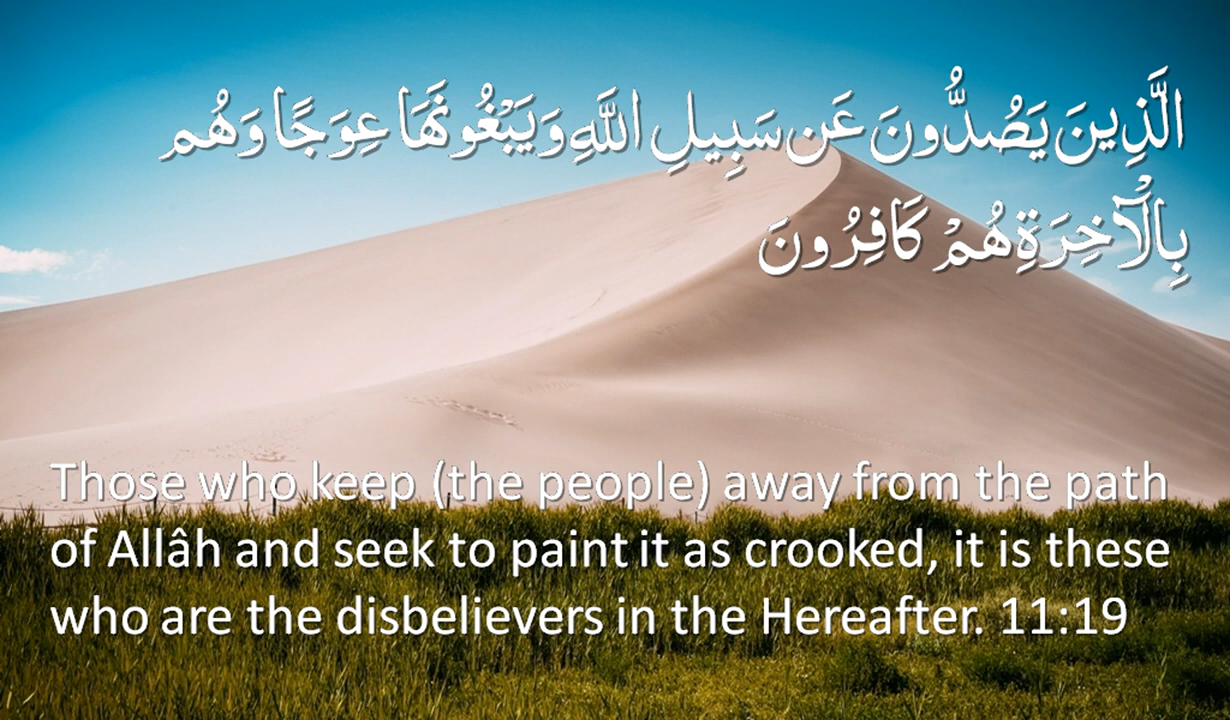 الَّذِينَ يَصُدُّونَ عَن سَبِيلِ اللَّهِ وَيَبْغُونَهَا عِوَجًا وَهُم
بِالْآخِرَةِ هُمْ كَافِرُونَ
Those who keep (the people) away from the path
of Allâh and seek to paint it as crooked, it is these
who are the disbelievers in the Hereafter. 11:19